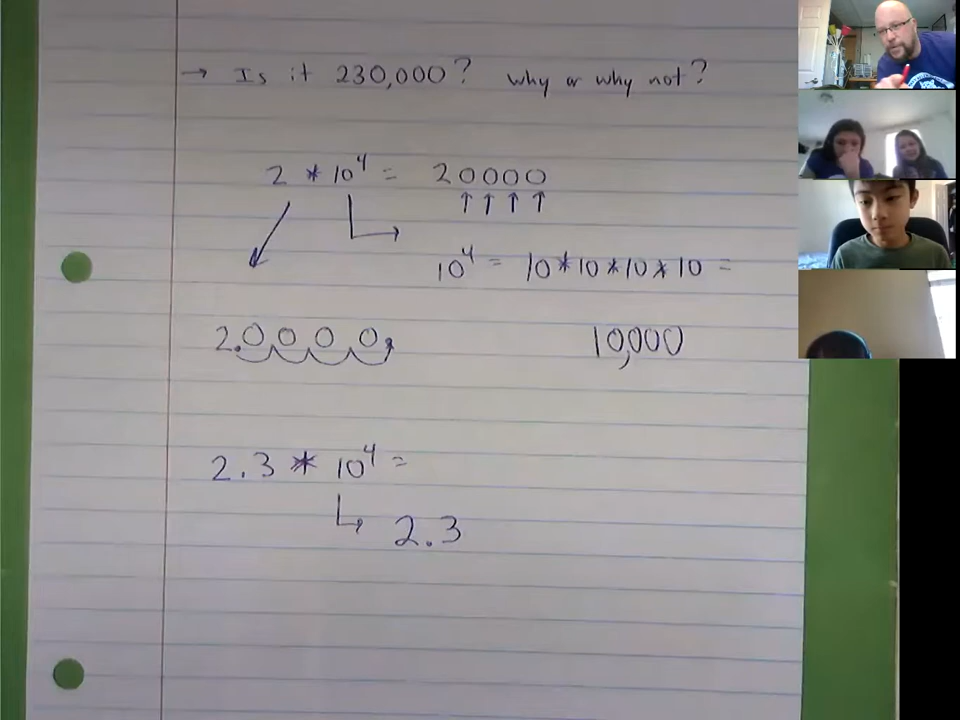 → Is it 230,000? why or why not?
2 * 10⁴ = 20000
10⁴ = 10*10*10*10 =
2.0000. 10,000
2.3 * 10⁴ =
2.3